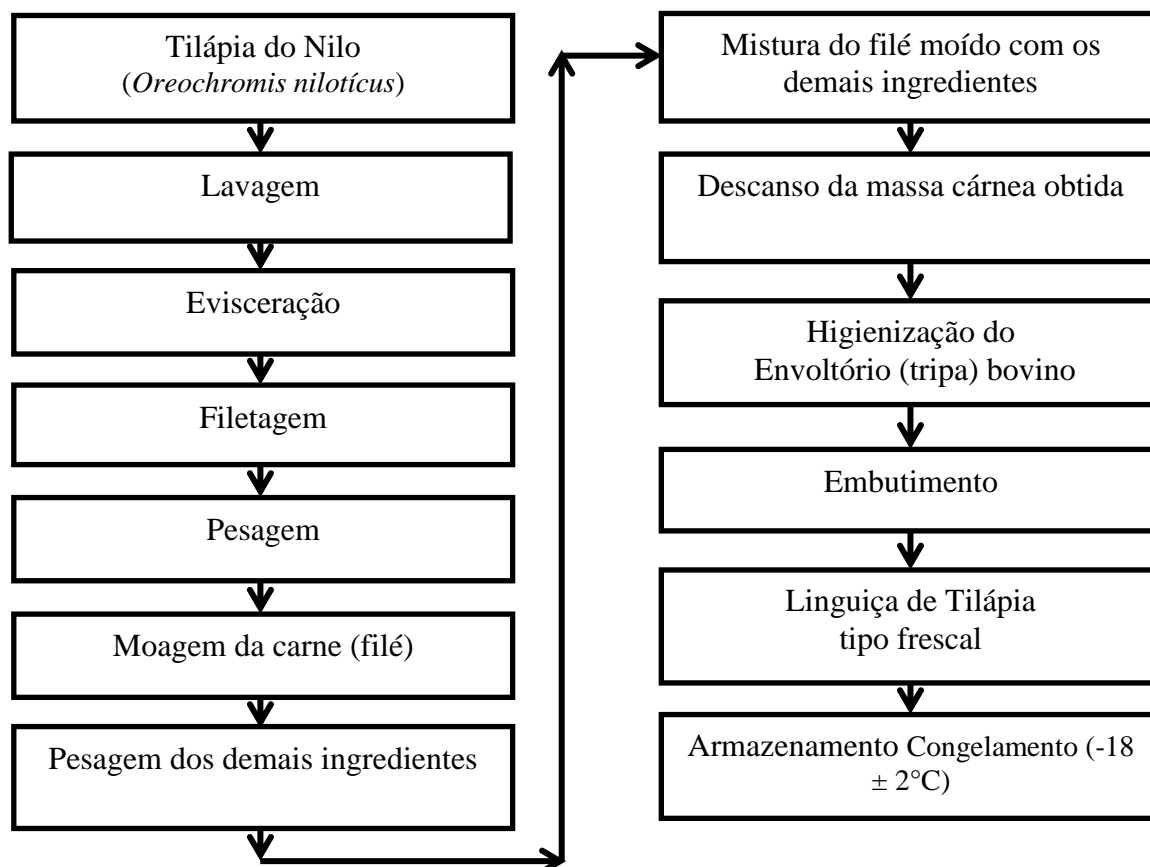 Tilápia do Nilo
(Oreochromis nilotícus)
Lavagem
Evisceração
Filetagem
Pesagem
Moagem da carne (filé)
Pesagem dos demais ingredientes
Mistura do filé moído com os
demais ingredientes
Descanso da massa cárnea obtida
Higienização do
Envoltório (tripa) bovino
Embutimento
Linguiça de Tilápia
tipo frescal
Armazenamento Congelamento (-18
± 2°C)